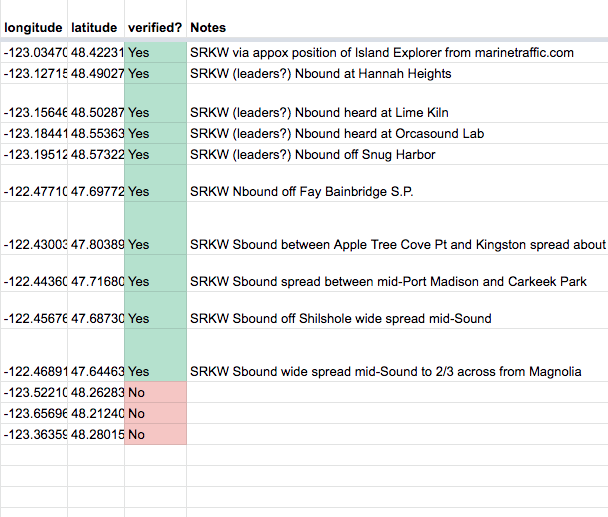 longitude latitude verified? Notes
-123.03470 48.42231 Yes SRKW via appox position of Island Explorer from marinetraffic.com
-123.12715 48.49027 Yes SRKW (leaders?) Nbound at Hannah Heights
-123.15646 48.50287 Yes SRKW (leaders?) Nbound heard at Lime Kiln
-123.18441 48.55363 Yes SRKW (leaders?) Nbound heard at Orcasound Lab
-123.19512 48.57322 Yes SRKW (leaders?) Nbound off Snug Harbor
-122.47710 47.69772 Yes SRKW Nbound off Fay Bainbridge S.P.
-122.43003 47.80389 Yes SRKW Sbound between Apple Tree Cove Pt and Kingston spread about
-122.44360 47.71680 Yes SRKW Sbound spread between mid-Port Madison and Carkeek Park
-122.45676 47.68730 Yes SRKW Sbound off Shilshole wide spread mid-Sound
-122.46891 47.64463 Yes SRKW Sbound wide spread mid-Sound to 2/3 across from Magnolia
-123.52210 48.26283 No
-123.65696 48.21240 No
-123.36359 48.28015 No